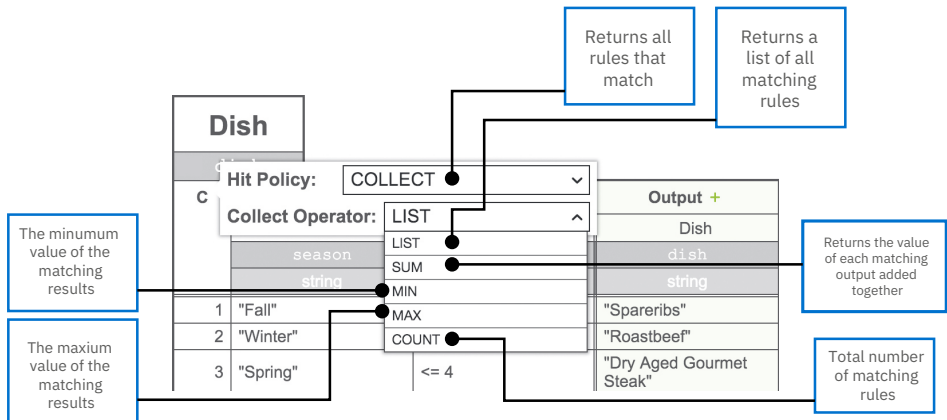 Returns all
rules that
match
Returns a
list of all
matching
rules
Dish
Hit Policy:
COLLECT
C
Collect Operator:
LIST
LIST
SUM
MIN
MAX
COUNT
Output +
Dish
season
dish
string
string
1
"Fall"
"Spareribs"
2
"Winter"
"Roastbeef"
3
"Spring"
<= 4
"Dry Aged Gourmet
Steak"
The minumum
value of the
matching
results
The maxium
value of the
matching
results
Returns the value
of each matching
output added
together
Total number
of matching
rules